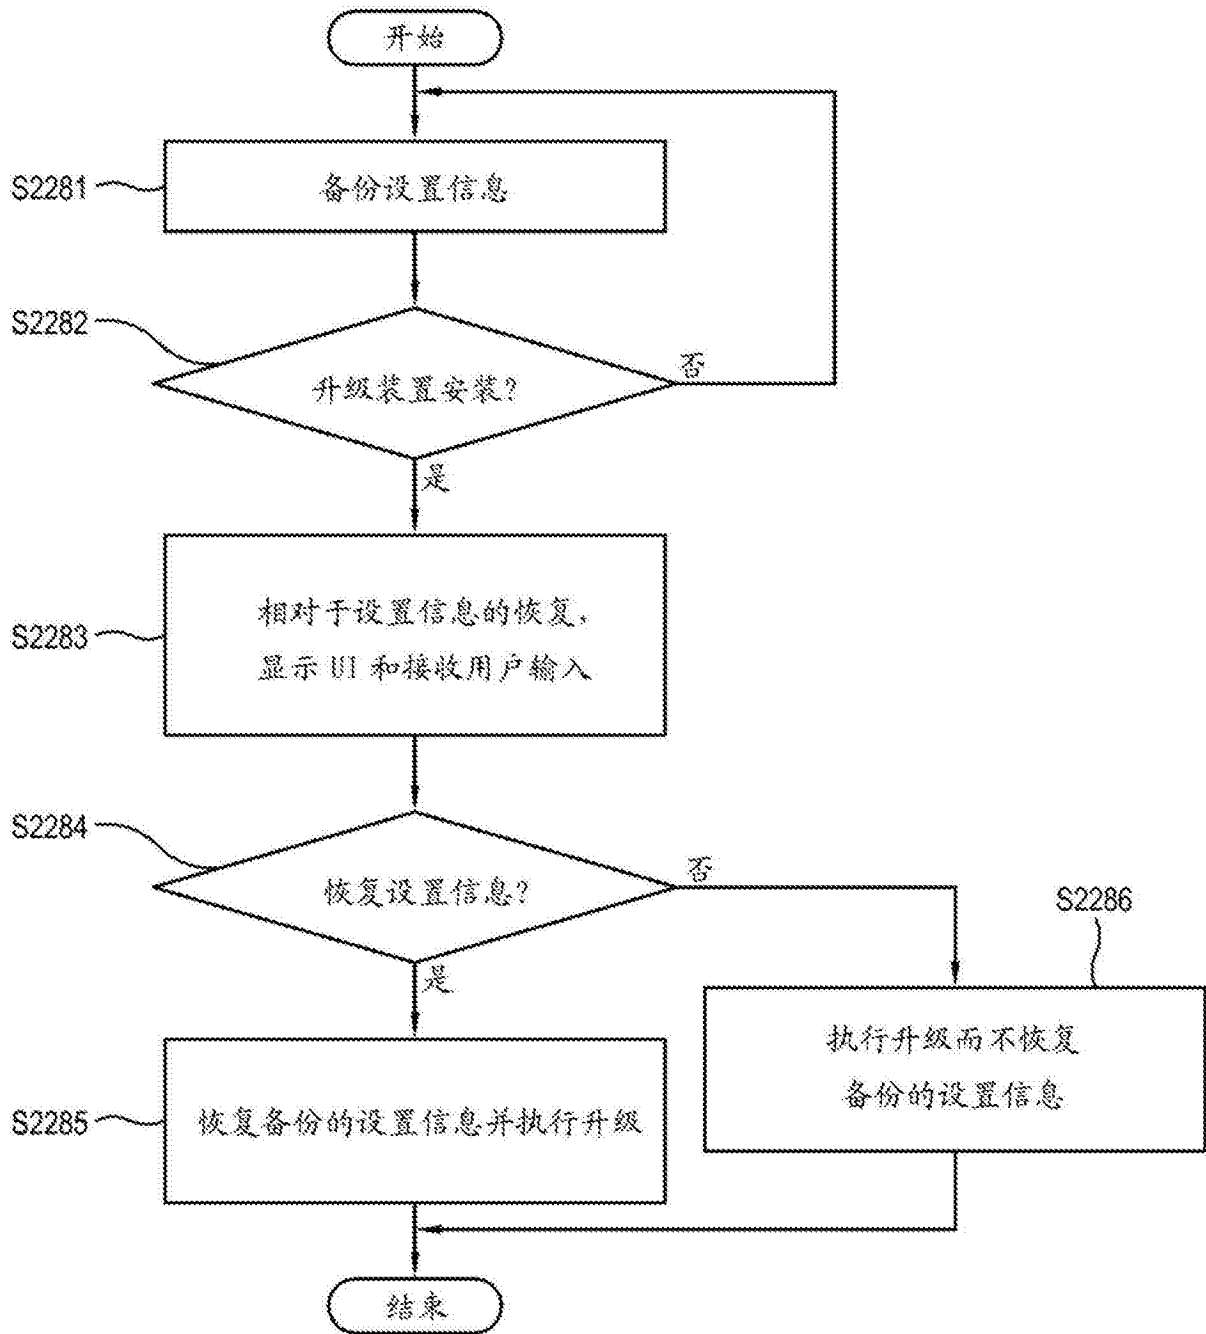 开始
S2281
备份设置信息
S2282
升级装置安装?
否
是
S2283
相对于设置信息的恢复,
显示 UI 和接收用户输入
S2284
恢复设置信息?
否
是
S2286
执行升级而不恢复
备份的设置信息
S2285
恢复备份的设置信息并执行升级
结束